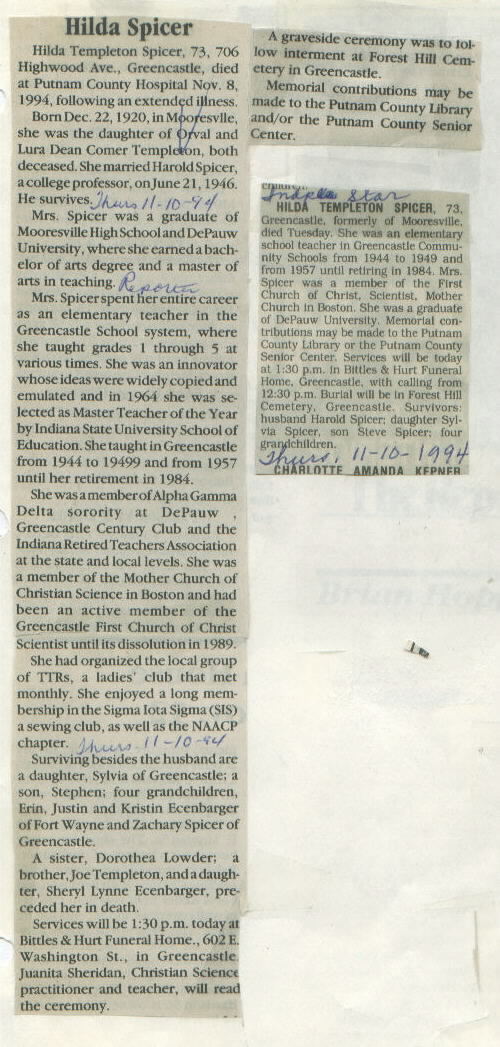 Hilda Spicer
Hilda Templeton Spicer, 73, 706
Highwood Ave., Greencastle, died
at Putnam County Hospital Nov. 8,
1994, following an extended illness.
Born Dec. 22, 1920, in Mooresville,
she was the daughter of Orval and
Lura Dean Comer Templeton, both
deceased. She married Harold Spicer,
a college professor, on June 21, 1946.
He survives. Thurs 11-10-94
Mrs. Spicer was a graduate of
Mooresville High School and DePauw
University, where she earned a bach-
elor of arts degree and a master of
arts in teaching. Reporter
Mrs. Spicer spent her entire career
as an elementary teacher in the
Greencastle School system, where
she taught grades 1 through 5 at
various times. She was an innovator
whose ideas were widely copied and
emulated and in 1964 she was se-
lected as Master Teacher of the Year
by Indiana State University School of
Education. She taught in Greencastle
from 1944 to 19499 and from 1957
until her retirement in 1984.
She was a member of Alpha Gamma
Delta sorority at DePauw ,
Greencastle Century Club and the
Indiana Retired Teachers Association
at the state and local levels. She was
a member of the Mother Church of
Christian Science in Boston and had
been an active member of the
Greencastle First Church of Christ
Scientist until its dissolution in 1989.
She had organized the local group
of TTRs, a ladies' club that met
monthly. She enjoyed a long mem-
bership in the Sigma Iota Sigma (SIS)
a sewing club, as well as the NAACP
chapter. Thurs. 11-10-94
Surviving besides the husband are
a daughter, Sylvia of Greencastle; a
son, Stephen; four grandchildren,
Erin, Justin and Kristin Ecenbarger
of Fort Wayne and Zachary Spicer of
Greencastle.
A sister, Dorothea Lowder; a
brother, Joe Templeton, and a daugh-
ter, Sheryl Lynne Ecenbarger, pre-
ceded her in death.
Services will be 1:30 p.m. today at
Bittles & Hurt Funeral Home., 602 E.
Washington St., in Greencastle.
Juanita Sheridan, Christian Science
practitioner and teacher, will read
the ceremony.
A graveside ceremony was to fol-
low interment at Forest Hill Cem-
etery in Greencastle.
Memorial contributions may be
made to the Putnam County Library
and/or the Putnam County Senior
Center.
children.
Indpls Star
HILDA TEMPLETON SPICER, 73,
Greencastle, formerly of Mooresville,
died Tuesday. She was an elementary
school teacher in Greencastle Commu-
nity Schools from 1944 to 1949 and
from 1957 until retiring in 1984. Mrs.
Spicer was a member of the First
Church of Christ, Scientist, Mother
Church in Boston. She was a graduate
of DePauw University. Memorial con-
tributions may be made to the Putnam
County Library or the Putnam County
Senior Center. Services will be today
at 1:30 p.m. in Bittles & Hurt Funeral
Home, Greencastle, with calling from
12:30 p.m. Burial will be in Forest Hill
Cemetery, Greencastle. Survivors:
husband Harold Spicer; daughter Syl-
via Spicer, son Steve Spicer; four
grandchildren.
Thurs. 11-10-1994
CHARLOTTE AMANDA KEPNER